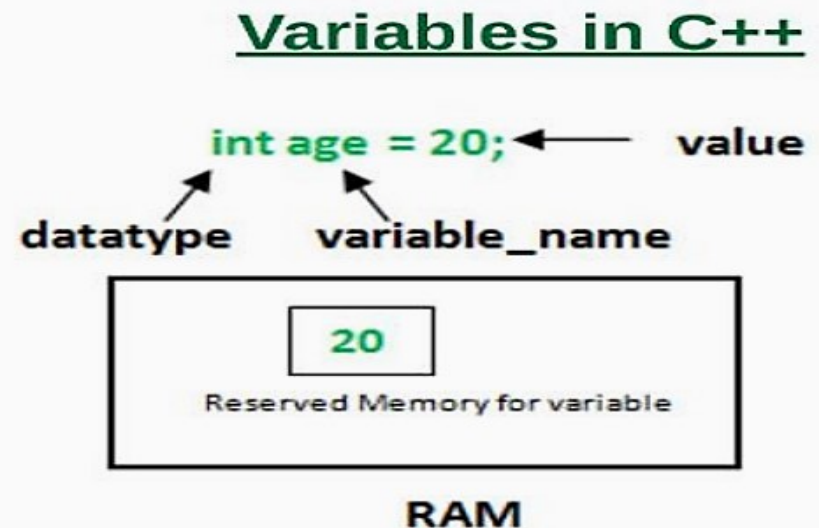 Variables in C++
int age = 20; value
datatype variable_name
20
Reserved Memory for variable
RAM